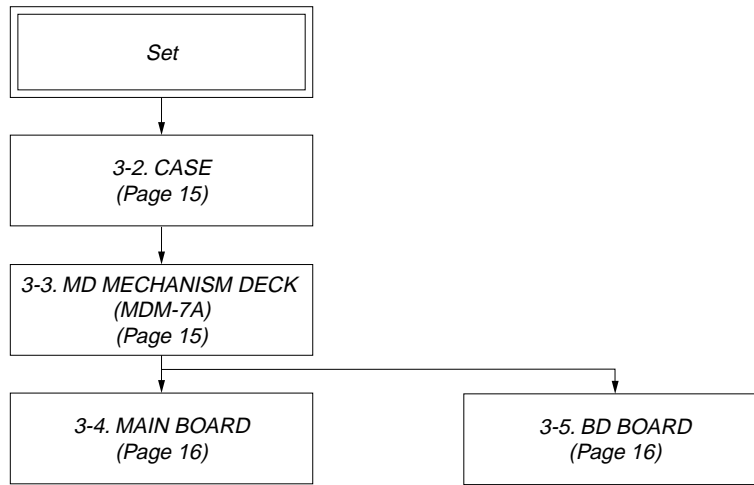 Set
3-2. CASE
(Page 15)
3-3. MD MECHANISM DECK
(MDM-7A)
(Page 15)
3-4. MAIN BOARD
(Page 16)
3-5. BD BOARD
(Page 16)